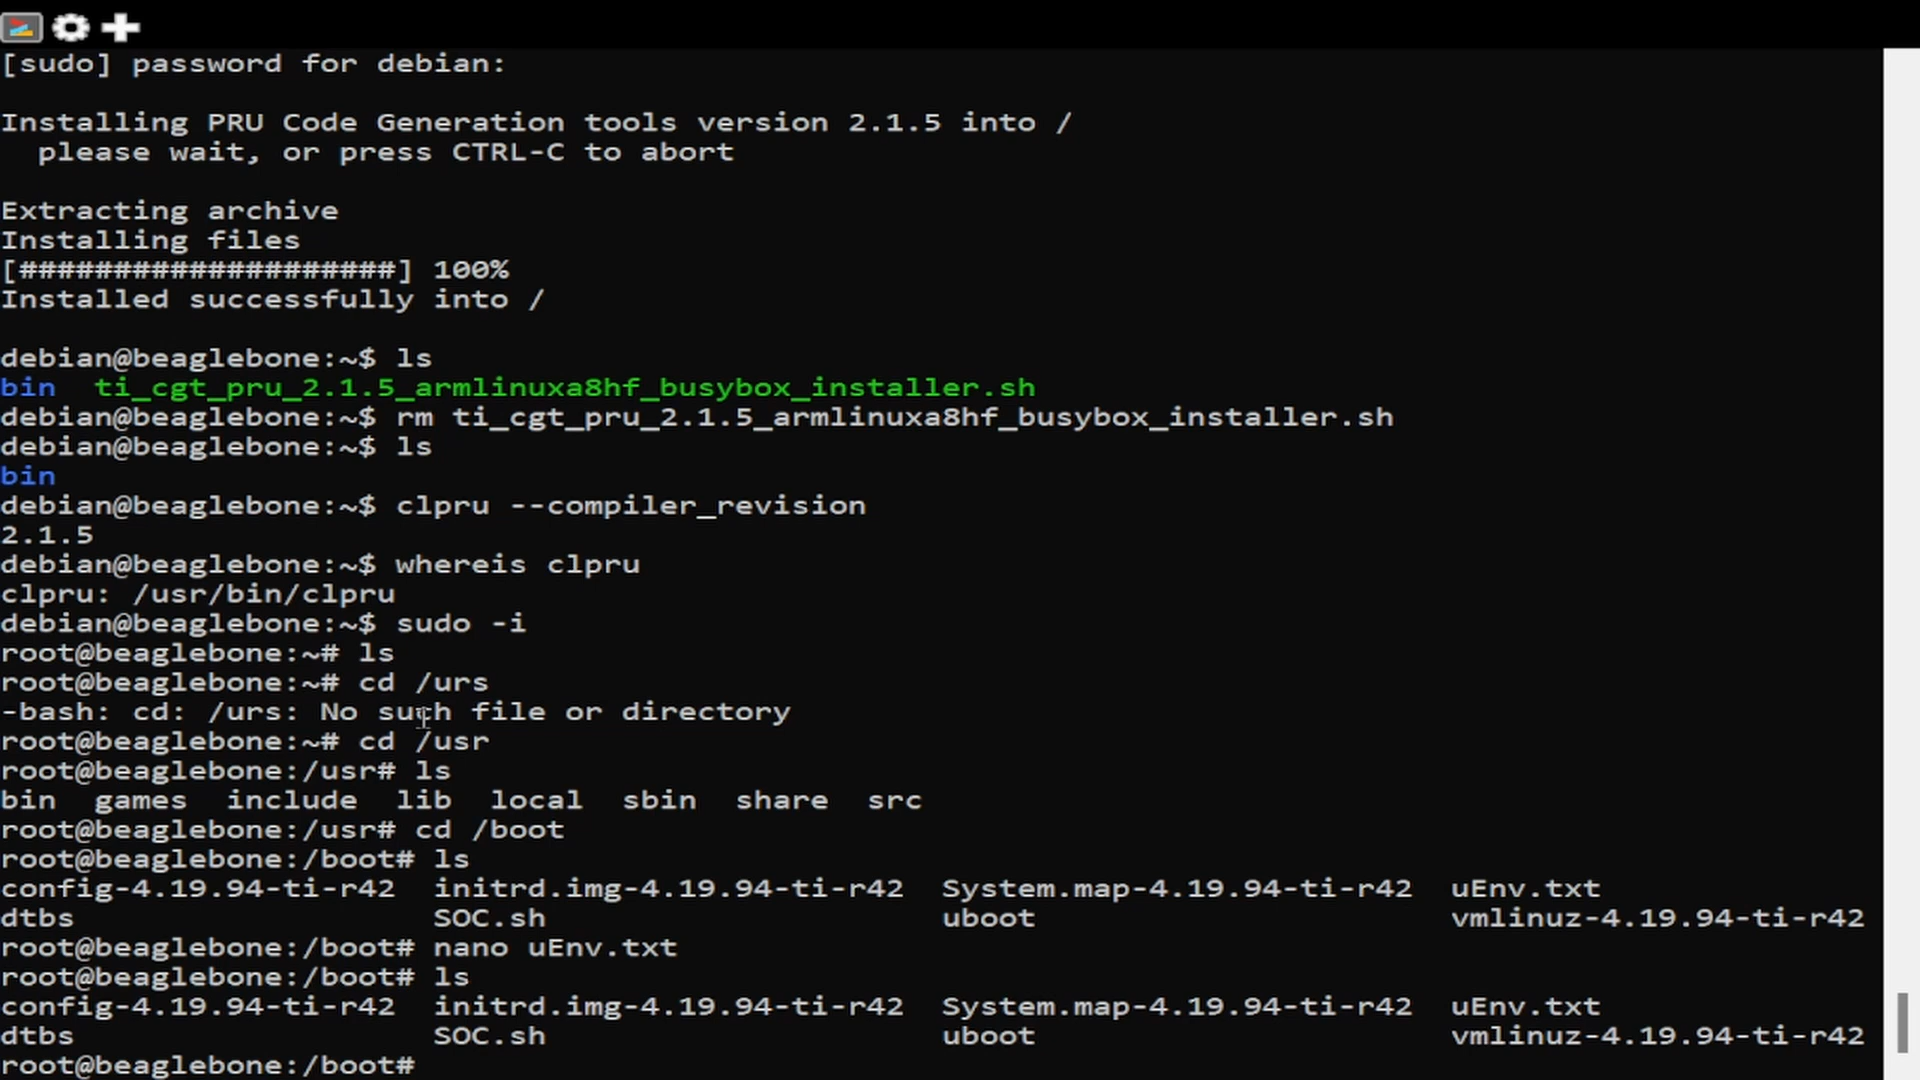 [sudo] password for debian:
Installing PRU Code Generation tools version 2.1.5 into /
please wait, or press CTRL-C to abort
Extracting archive
Installing files
[####################] 100%
Installed successfully into /
debian@beaglebone:~$ ls
bin  ti_cgt_pru_2.1.5_armlinuxa8hf_busybox_installer.sh
debian@beaglebone:~$ rm ti_cgt_pru_2.1.5_armlinuxa8hf_busybox_installer.sh
debian@beaglebone:~$ ls
bin
debian@beaglebone:~$ clpru --compiler_revision
2.1.5
debian@beaglebone:~$ whereis clpru
clpru: /usr/bin/clpru
debian@beaglebone:~$ sudo -i
root@beaglebone:~# ls
root@beaglebone:~# cd /urs
-bash: cd: /urs: No such file or directory
root@beaglebone:~# cd /usr
root@beaglebone:/usr# ls
bin  games  include  lib  local  sbin  share  src
root@beaglebone:/usr# cd /boot
root@beaglebone:/boot# ls
config-4.19.94-ti-r42  initrd.img-4.19.94-ti-r42  System.map-4.19.94-ti-r42  uEnv.txt
dtbs                   SOC.sh                     uboot                      vmlinuz-4.19.94-ti-r42
root@beaglebone:/boot# nano uEnv.txt
root@beaglebone:/boot# ls
config-4.19.94-ti-r42  initrd.img-4.19.94-ti-r42  System.map-4.19.94-ti-r42  uEnv.txt
dtbs                   SOC.sh                     uboot                      vmlinuz-4.19.94-ti-r42
root@beaglebone:/boot#